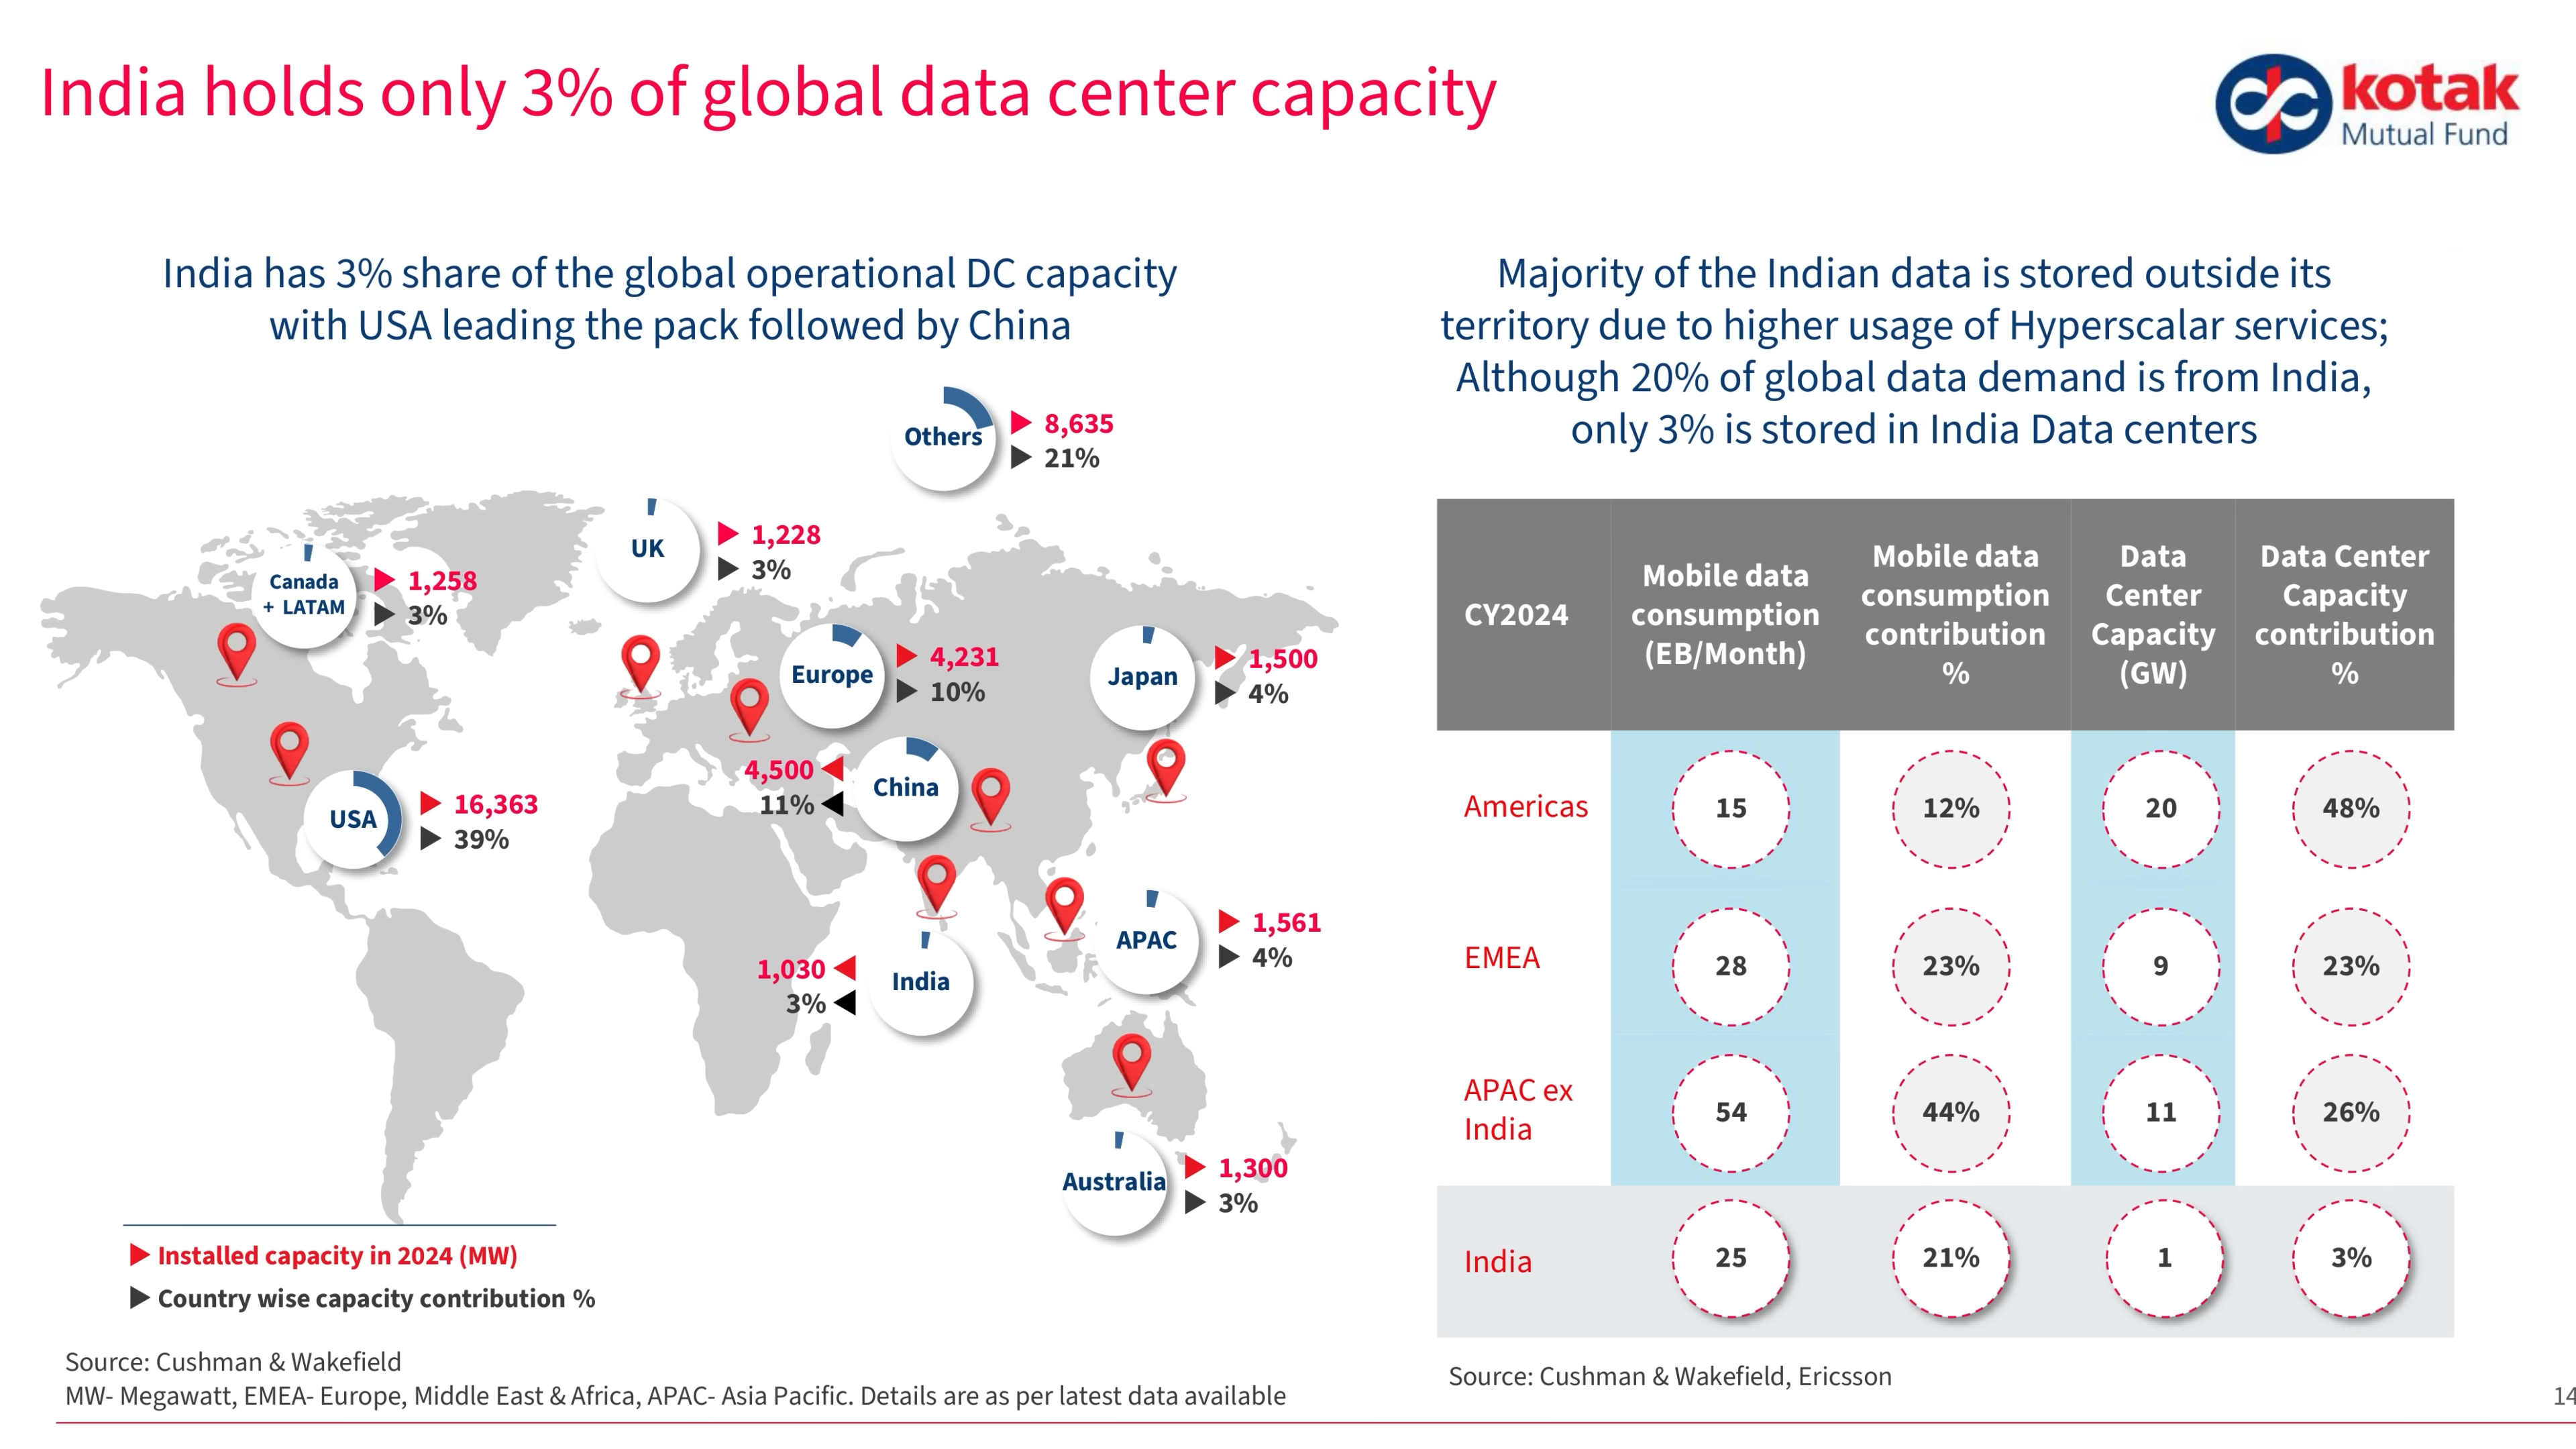 India holds only 3% of global data center capacity
kotak
Mutual Fund
India has 3% share of the global operational DC capacity
with USA leading the pack followed by China
Others
8,635
21%
UK
1,228
3%
Canada
+ LATAM
1,258
3%
Europe
4,231
10%
Japan
1,500
4%
China
4,500
11%
USA
16,363
39%
APAC
1,561
4%
India
1,030
3%
Australia
1,300
3%
Installed capacity in 2024 (MW)
Country wise capacity contribution %
Source: Cushman & Wakefield
MW- Megawatt, EMEA- Europe, Middle East & Africa, APAC- Asia Pacific. Details are as per latest data available
Majority of the Indian data is stored outside its
territory due to higher usage of Hyperscalar services;
Although 20% of global data demand is from India,
only 3% is stored in India Data centers
CY2024
Mobile data
consumption
(EB/Month)
Mobile data
consumption
contribution
%
Data
Center
Capacity
(GW)
Data Center
Capacity
contribution
%
Americas
15
12%
20
48%
EMEA
28
23%
9
23%
APAC ex
India
54
44%
11
26%
India
25
21%
1
3%
Source: Cushman & Wakefield, Ericsson
14